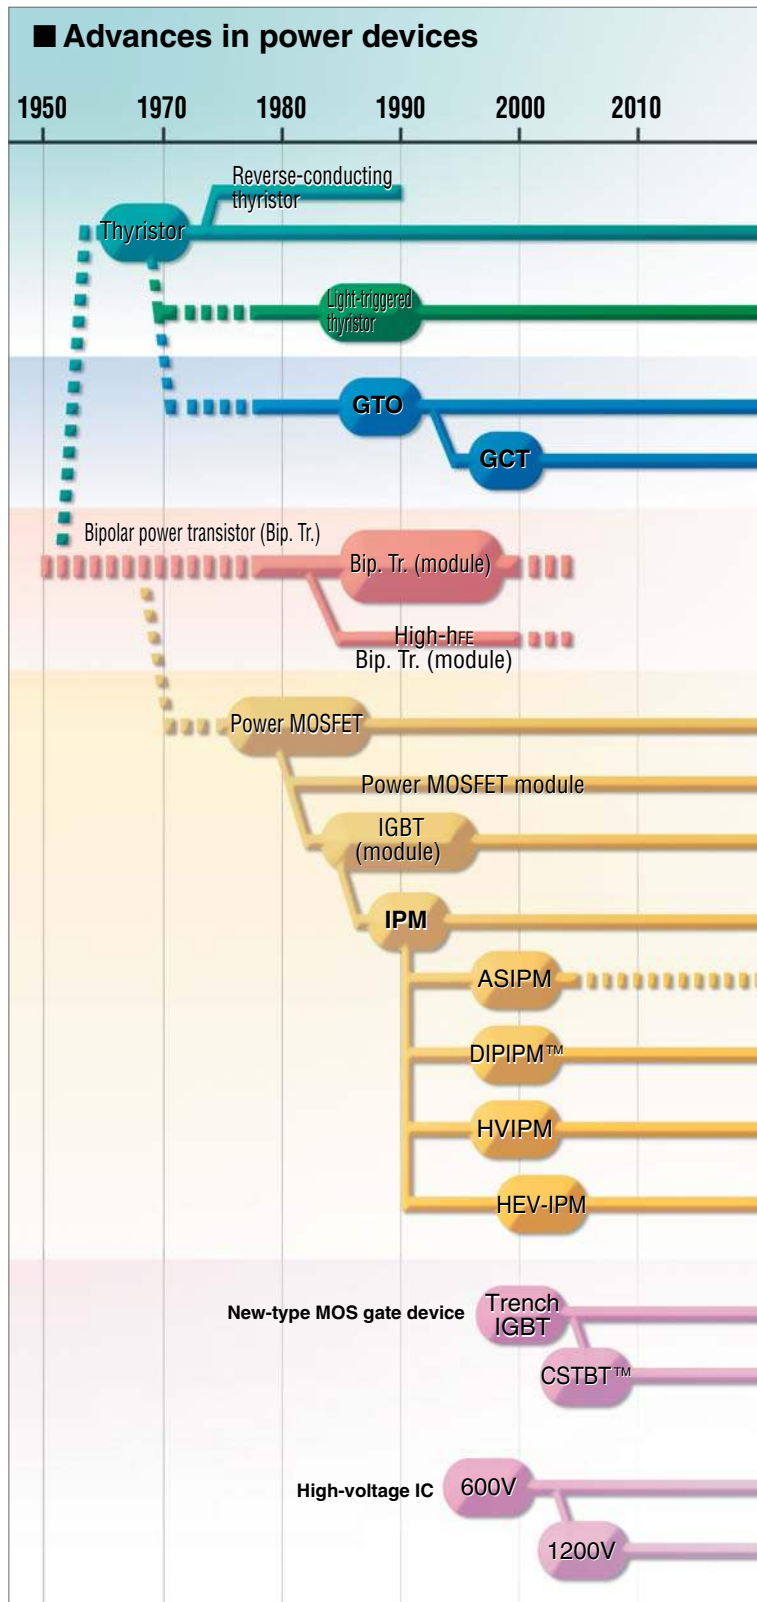 ■ Advances in power devices
1950 1970 1980 1990 2000 2010
Reverse-conducting
thyristor
Thyristor
Light-triggered
thyristor
GTO
GCT
Bipolar power transistor (Bip. Tr.)
Bip. Tr. (module)
High-hFE
Bip. Tr. (module)
Power MOSFET
Power MOSFET module
IGBT
(module)
IPM
ASIPM
DIPIPM™
HVIPM
HEV-IPM
New-type MOS gate device
Trench
IGBT
CSTBT™
High-voltage IC
600V
1200V